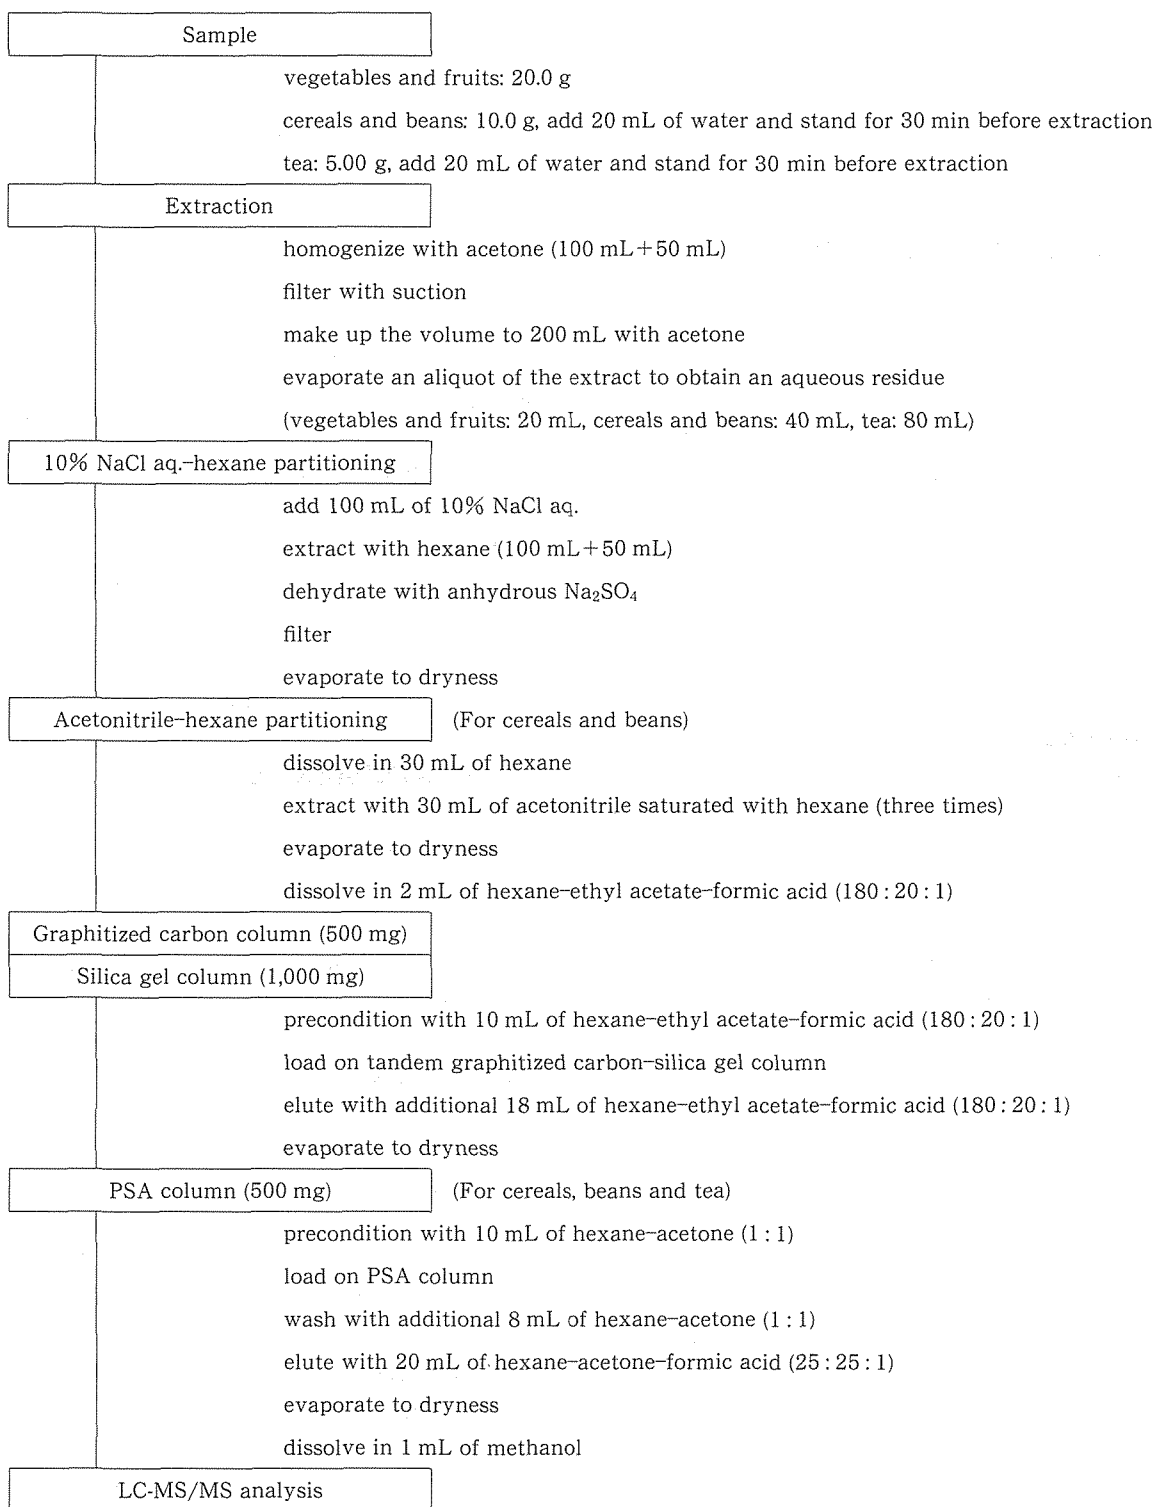 Sample
vegetables and fruits: 20.0 g
cereals and beans: 10.0 g, add 20 mL of water and stand for 30 min before extraction
tea: 5.00 g, add 20 mL of water and stand for 30 min before extraction
Extraction
homogenize with acetone (100 mL+50 mL)
filter with suction
make up the volume to 200 mL with acetone
evaporate an aliquot of the extract to obtain an aqueous residue
(vegetables and fruits: 20 mL, cereals and beans: 40 mL, tea: 80 mL)
10% NaCl aq.-hexane partitioning
add 100 mL of 10% NaCl aq.
extract with hexane (100 mL+50 mL)
dehydrate with anhydrous Na₂SO₄
filter
evaporate to dryness
Acetonitrile-hexane partitioning (For cereals and beans)
dissolve in 30 mL of hexane
extract with 30 mL of acetonitrile saturated with hexane (three times)
evaporate to dryness
dissolve in 2 mL of hexane-ethyl acetate-formic acid (180 : 20 : 1)
Graphitized carbon column (500 mg)
Silica gel column (1,000 mg)
precondition with 10 mL of hexane-ethyl acetate-formic acid (180 : 20 : 1)
load on tandem graphitized carbon-silica gel column
elute with additional 18 mL of hexane-ethyl acetate-formic acid (180 : 20 : 1)
evaporate to dryness
PSA column (500 mg) (For cereals, beans and tea)
precondition with 10 mL of hexane-acetone (1 : 1)
load on PSA column
wash with additional 8 mL of hexane-acetone (1 : 1)
elute with 20 mL of hexane-acetone-formic acid (25 : 25 : 1)
evaporate to dryness
dissolve in 1 mL of methanol
LC-MS/MS analysis